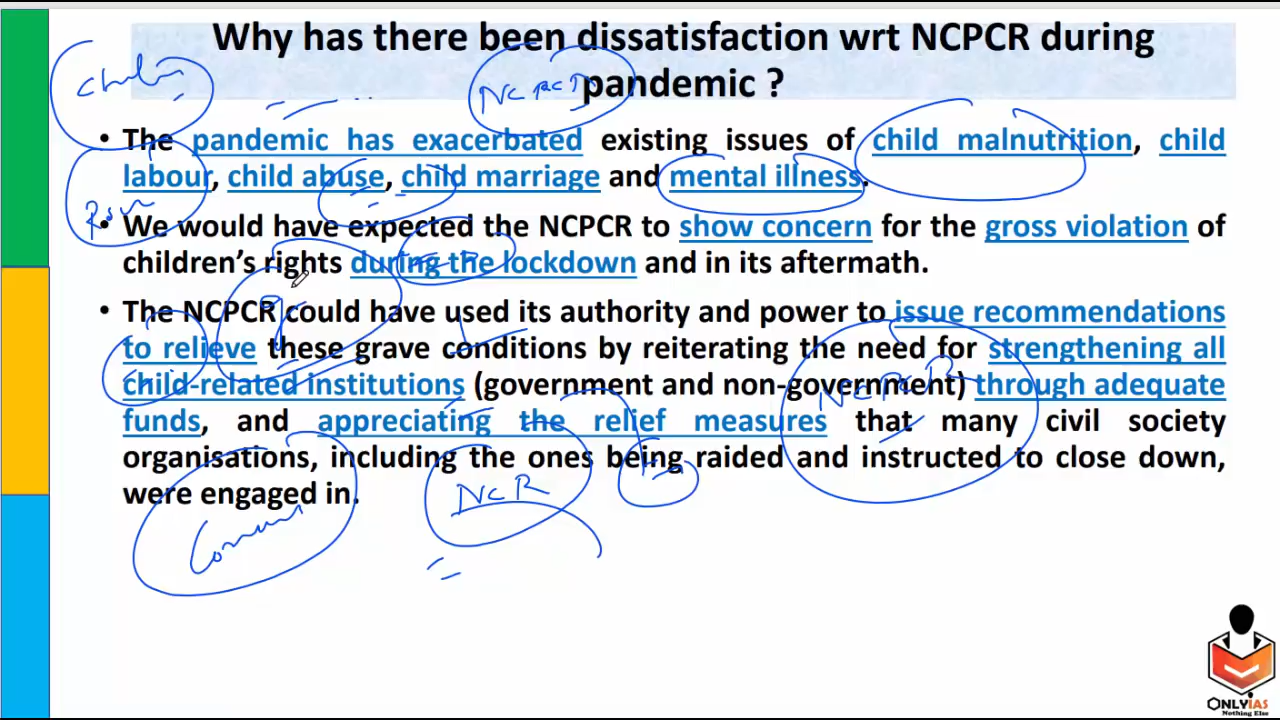 Why has there been dissatisfaction wrt NCPCR during
pandemic ?
• The pandemic has exacerbated existing issues of child malnutrition, child
labour, child abuse, child marriage and mental illness.
• We would have expected the NCPCR to show concern for the gross violation of
children’s rights during the lockdown and in its aftermath.
• The NCPCR could have used its authority and power to issue recommendations
to relieve these grave conditions by reiterating the need for strengthening all
child-related institutions (government and non-government) through adequate
funds, and appreciating the relief measures that many civil society
organisations, including the ones being raided and instructed to close down,
were engaged in.
NCPCR
NCR
ONLYIAS
Nothing Else